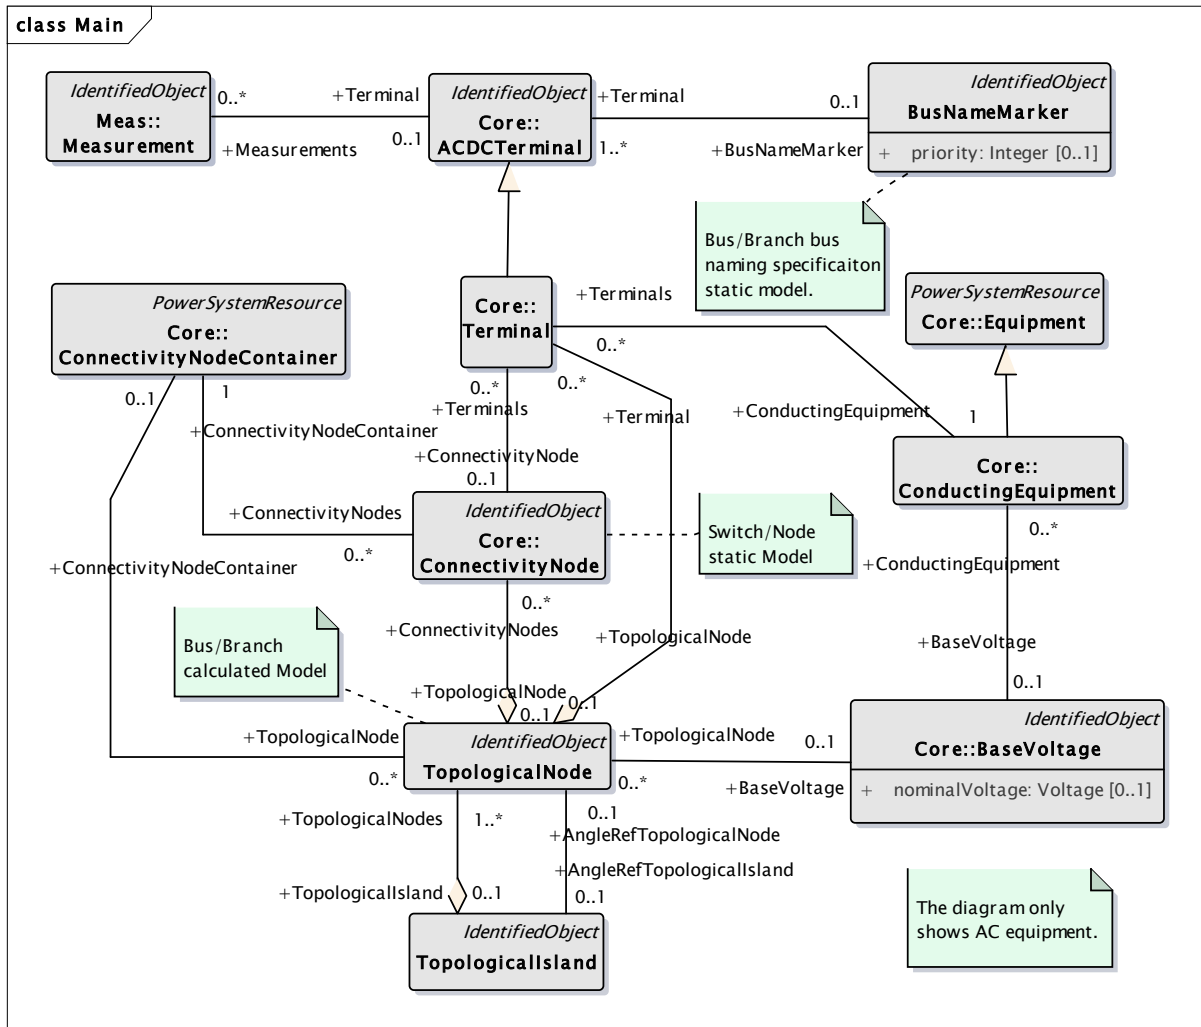 class Main
IdentifiedObject
Meas::
Measurement
0..*
+Measurements
+Terminal
0..1
IdentifiedObject
Core::
ACDCTerminal
+Terminal
1..*
0..1
+BusNameMarker
IdentifiedObject
BusNameMarker
+ priority: Integer [0..1]
Bus/Branch bus
naming specificaiton
static model.
PowerSystemResource
Core::
ConnectivityNodeContainer
Core::
Terminal
+Terminals
0..*
PowerSystemResource
Core::Equipment
0..1
1
+ConnectivityNodeContainer
0..*
+Terminals
0..*
+Terminal
+ConductingEquipment
1
Core::
ConductingEquipment
+ConnectivityNode
0..1
+ConnectivityNodes
0..*
IdentifiedObject
Core::
ConnectivityNode
Switch/Node
static Model
0..*
+ConductingEquipment
+ConnectivityNodeContainer
0..*
+ConnectivityNodes
+TopologicalNode
Bus/Branch
calculated Model
+BaseVoltage
0..1
+TopologicalNode
0..1
0..1
+TopologicalNode
0..*
IdentifiedObject
TopologicalNode
+TopologicalNode
0..*
0..1
+BaseVoltage
IdentifiedObject
Core::BaseVoltage
+ nominalVoltage: Voltage [0..1]
+TopologicalNodes
1..*
0..1
+AngleRefTopologicalNode
+TopologicalIsland
0..1
+AngleRefTopologicalIsland
0..1
IdentifiedObject
TopologicalIsland
The diagram only
shows AC equipment.